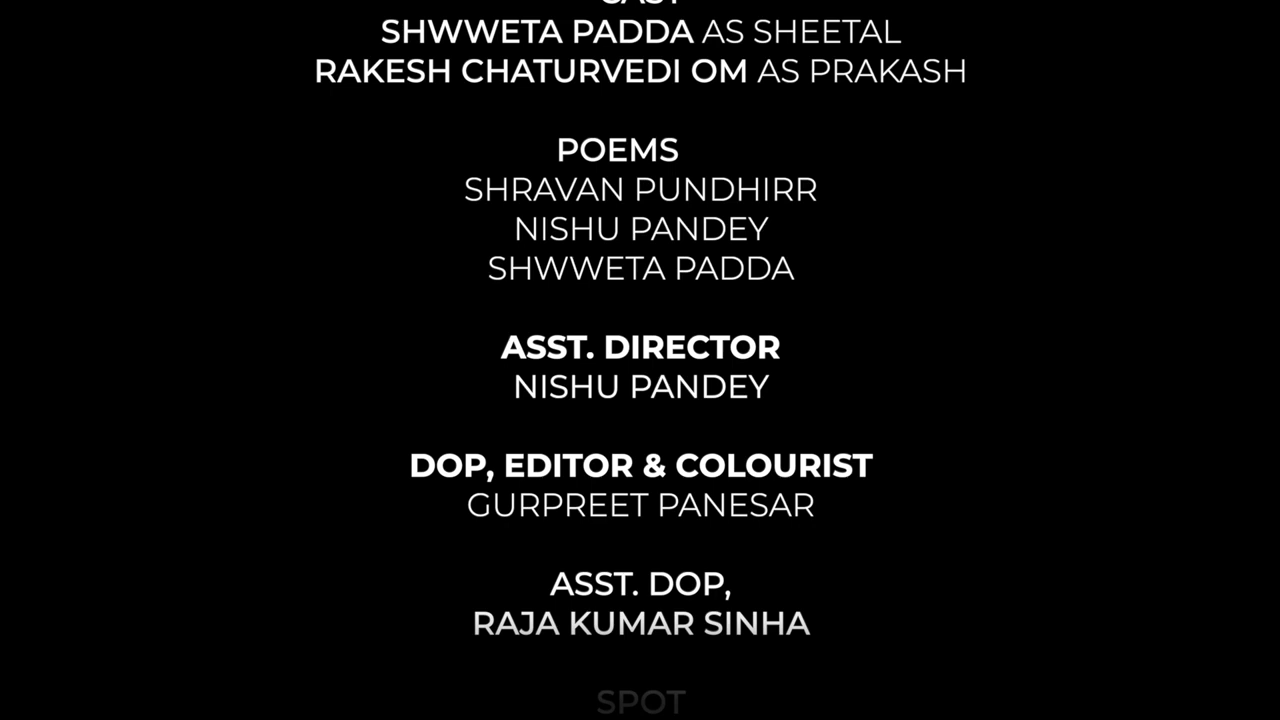 CAST
SHWWETA PADDA AS SHEETAL
RAKESH CHATURVEDI OM AS PRAKASH
POEMS
SHRAVAN PUNDHIRR
NISHU PANDEY
SHWWETA PADDA
ASST. DIRECTOR
NISHU PANDEY
DOP, EDITOR & COLOURIST
GURPREET PANESAR
ASST. DOP,
RAJA KUMAR SINHA
SPOT